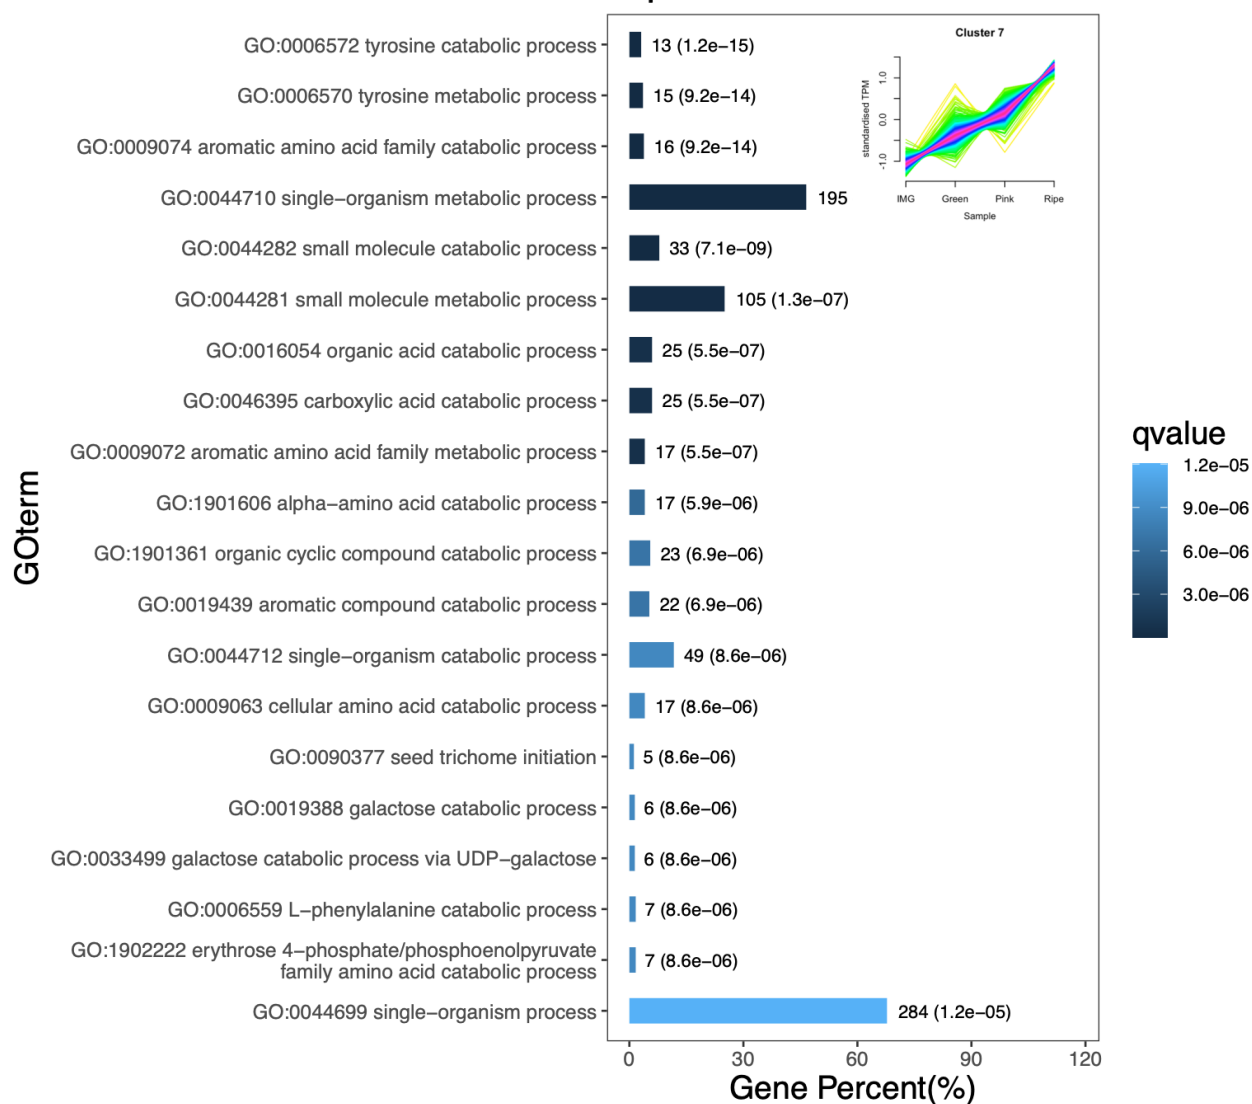 GO:0006572 tyrosine catabolic process
13 (1.2e−15)
GO:0006570 tyrosine metabolic process
15 (9.2e−14)
GO:0009074 aromatic amino acid family catabolic process
16 (9.2e−14)
GO:0044710 single−organism metabolic process
195
GO:0044282 small molecule catabolic process
33 (7.1e−09)
GO:0044281 small molecule metabolic process
105 (1.3e−07)
GO:0016054 organic acid catabolic process
25 (5.5e−07)
GO:0046395 carboxylic acid catabolic process
25 (5.5e−07)
GO:0009072 aromatic amino acid family metabolic process
17 (5.5e−07)
GO:1901606 alpha−amino acid catabolic process
17 (5.9e−06)
GO:1901361 organic cyclic compound catabolic process
23 (6.9e−06)
GO:0019439 aromatic compound catabolic process
22 (6.9e−06)
GO:0044712 single−organism catabolic process
49 (8.6e−06)
GO:0009063 cellular amino acid catabolic process
17 (8.6e−06)
GO:0090377 seed trichome initiation
5 (8.6e−06)
GO:0019388 galactose catabolic process
6 (8.6e−06)
GO:0033499 galactose catabolic process via UDP−galactose
6 (8.6e−06)
GO:0006559 L−phenylalanine catabolic process
7 (8.6e−06)
GO:1902222 erythrose 4−phosphate/phosphoenolpyruvate
family amino acid catabolic process
7 (8.6e−06)
GO:0044699 single−organism process
284 (1.2e−05)
0 30 60 90 120
Gene Percent(%)
GOterm
Cluster 7
standardised TPM
1.0
0.0
-1.0
IMG Green Pink Ripe
Sample
qvalue
1.2e−05
9.0e−06
6.0e−06
3.0e−06